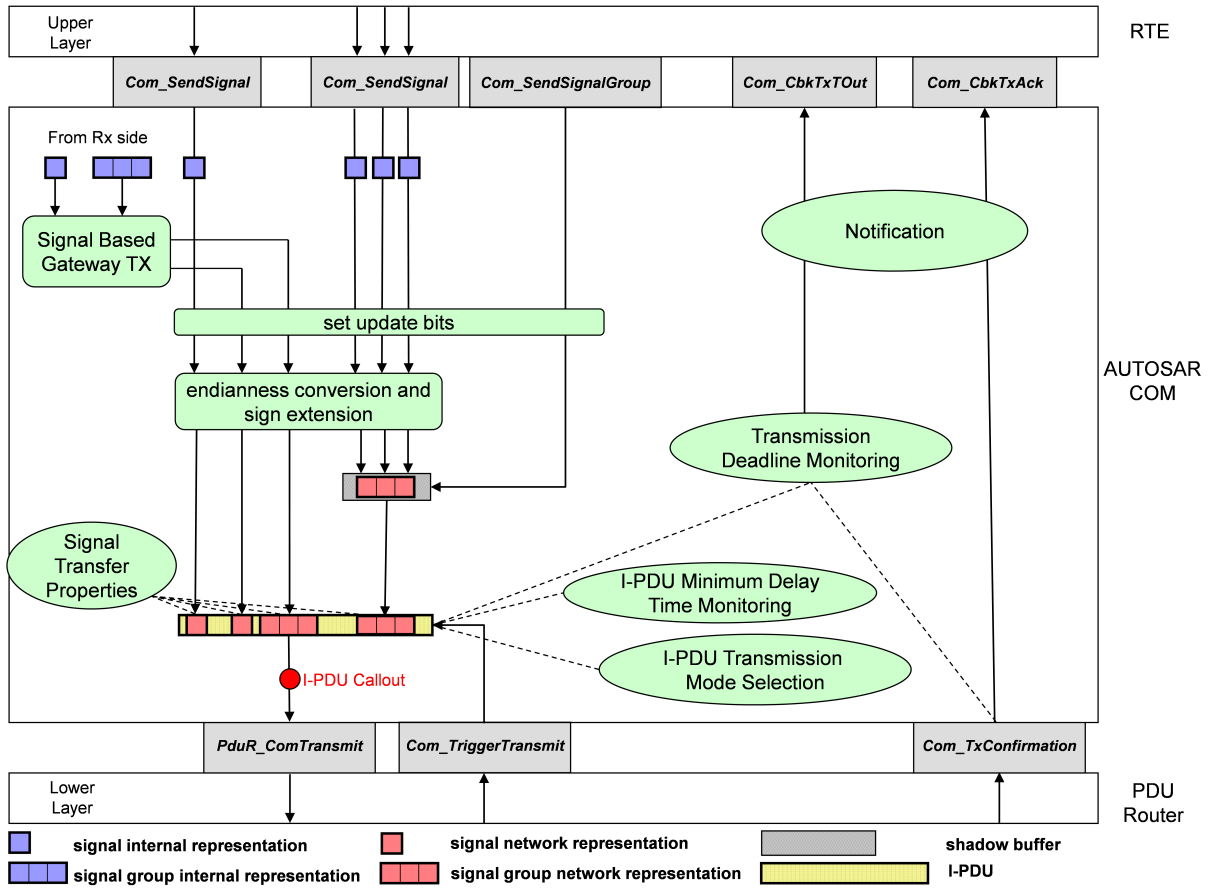 Upper
Layer
RTE
Com_SendSignal
Com_SendSignal
Com_SendSignalGroup
Com_CbkTxTOut
Com_CbkTxAck
From Rx side
Signal Based
Gateway TX
Notification
set update bits
endianness conversion and
sign extension
AUTOSAR
COM
Transmission
Deadline Monitoring
Signal
Transfer
Properties
I-PDU Minimum Delay
Time Monitoring
I-PDU Transmission
Mode Selection
I-PDU Callout
PduR_ComTransmit
Com_TriggerTransmit
Com_TxConfirmation
Lower
Layer
PDU
Router
signal internal representation
signal network representation
shadow buffer
signal group internal representation
signal group network representation
I-PDU